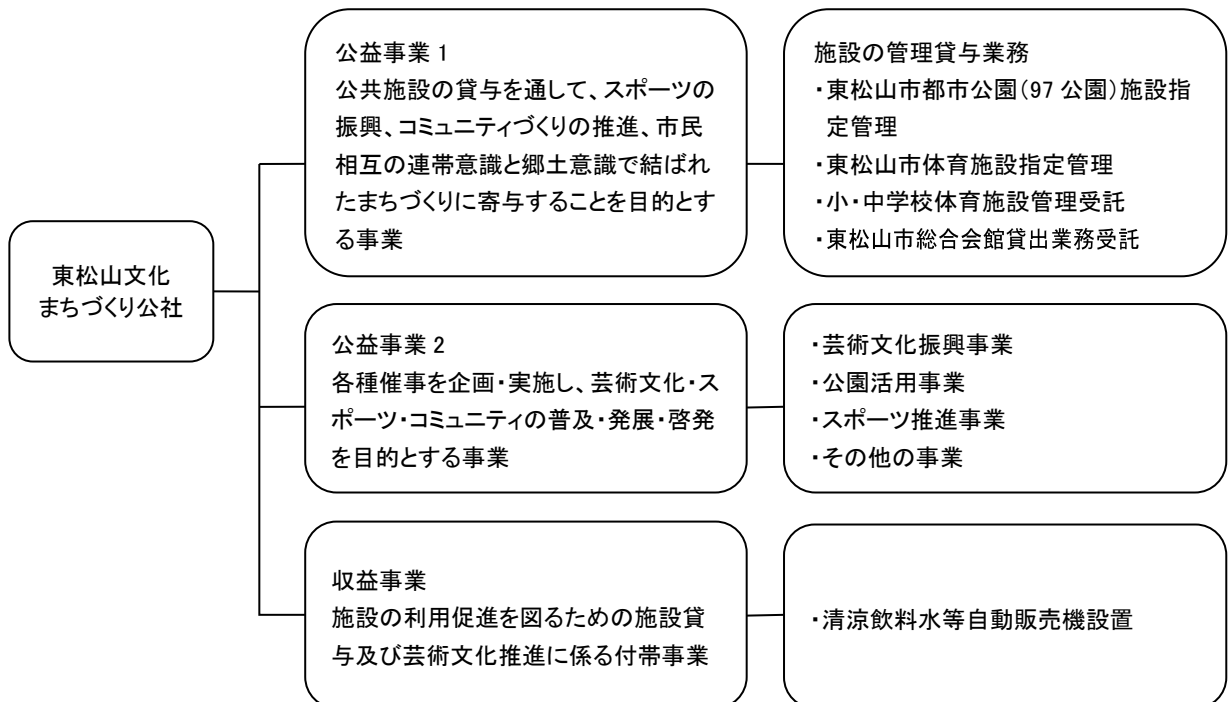 東松山文化
まちづくり公社
公益事業 1
公共施設の貸与を通して、スポーツの
振興、コミュニティづくりの推進、市民
相互の連帯意識と郷土意識で結ばれ
たまちづくりに寄与することを目的とす
る事業
施設の管理貸与業務
・東松山市都市公園(97 公園)施設指
定管理
・東松山市体育施設指定管理
・小・中学校体育施設管理受託
・東松山市総合会館貸出業務受託
公益事業 2
各種催事を企画・実施し、芸術文化・ス
ポーツ・コミュニティの普及・発展・啓発
を目的とする事業
・芸術文化振興事業
・公園活用事業
・スポーツ推進事業
・その他の事業
収益事業
施設の利用促進を図るための施設貸
与及び芸術文化推進に係る付帯事業
・清涼飲料水等自動販売機設置